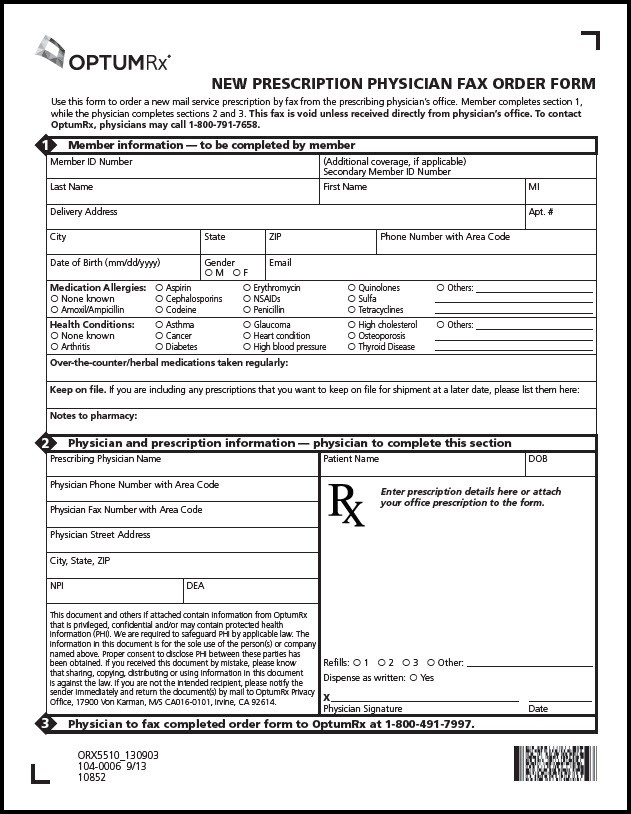 OPTUMRx
NEW PRESCRIPTION PHYSICIAN FAX ORDER FORM
Use this form to order a new mail service prescription by fax from the prescribing physician's office. Member completes section 1,
while the physician completes sections 2 and 3. This fax is void unless received directly from physician's office. To contact
OptumRx, physicians may call 1-800-791-7658.
1 Member information — to be completed by member
Member ID Number
(Additional coverage, if applicable)
Secondary Member ID Number
Last Name First Name MI
Delivery Address Apt. #
City State ZIP Phone Number with Area Code
Date of Birth (mm/dd/yyyy) Gender Email
M F
Medication Allergies: Aspirin Erythromycin Quinolones Others:
None known Cephalosporins NSAIDs Sulfa
Amoxil/Ampicillin Codeine Penicillin Tetracyclines
Health Conditions: Asthma Glaucoma High cholesterol Others:
None known Cancer Heart condition Osteoporosis
Arthritis Diabetes High blood pressure Thyroid Disease
Over-the-counter/herbal medications taken regularly:
Keep on file. If you are including any prescriptions that you want to keep on file for shipment at a later date, please list them here:
Notes to pharmacy:
2 Physician and prescription information — physician to complete this section
Prescribing Physician Name
Physician Phone Number with Area Code
Physician Fax Number with Area Code
Physician Street Address
City, State, ZIP
NPI DEA
This document and others if attached contain information from OptumRx
that is privileged, confidential and/or may contain protected health
information (PHI). We are required to safeguard PHI by applicable law. The
information in this document is for the sole use of the person(s) or company
named above. Proper consent to disclose PHI between these parties has
been obtained. If you received this document by mistake, please know
that sharing, copying, distributing or using information in this document
is against the law. If you are not the intended recipient, please notify the
sender immediately and return the document(s) by mail to OptumRx Privacy
Office, 17900 Von Karman, M/S CA016-0101, Irvine, CA 92614.
Patient Name DOB
Rx
Enter prescription details here or attach
your office prescription to the form.
Refills: 1 2 3 Other:
Dispense as written: Yes
X
Physician Signature Date
3 Physician to fax completed order form to OptumRx at 1-800-491-7997.
ORX5510_130903
104-0006 9/13
10852